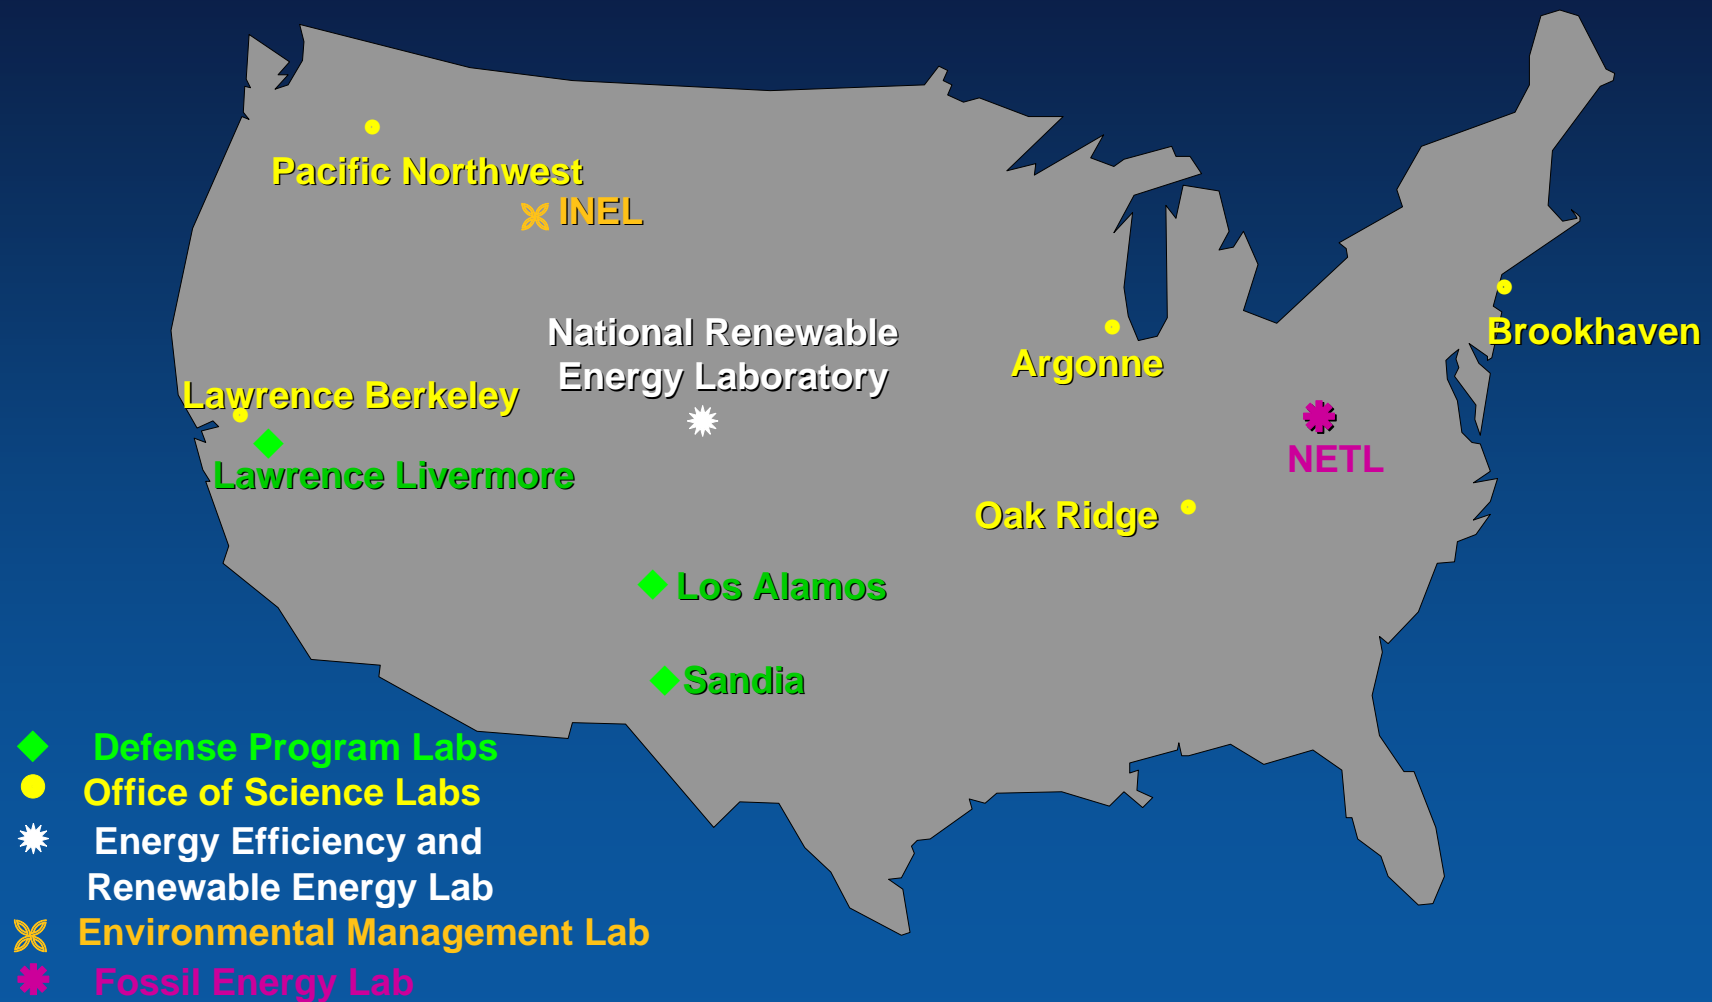 Pacific Northwest
INEL
National Renewable
Energy Laboratory
Brookhaven
Argonne
Lawrence Berkeley
NETL
Lawrence Livermore
Oak Ridge
Los Alamos
Sandia
Defense Program Labs
Office of Science Labs
Energy Efficiency and
Renewable Energy Lab
Environmental Management Lab
Fossil Energy Lab